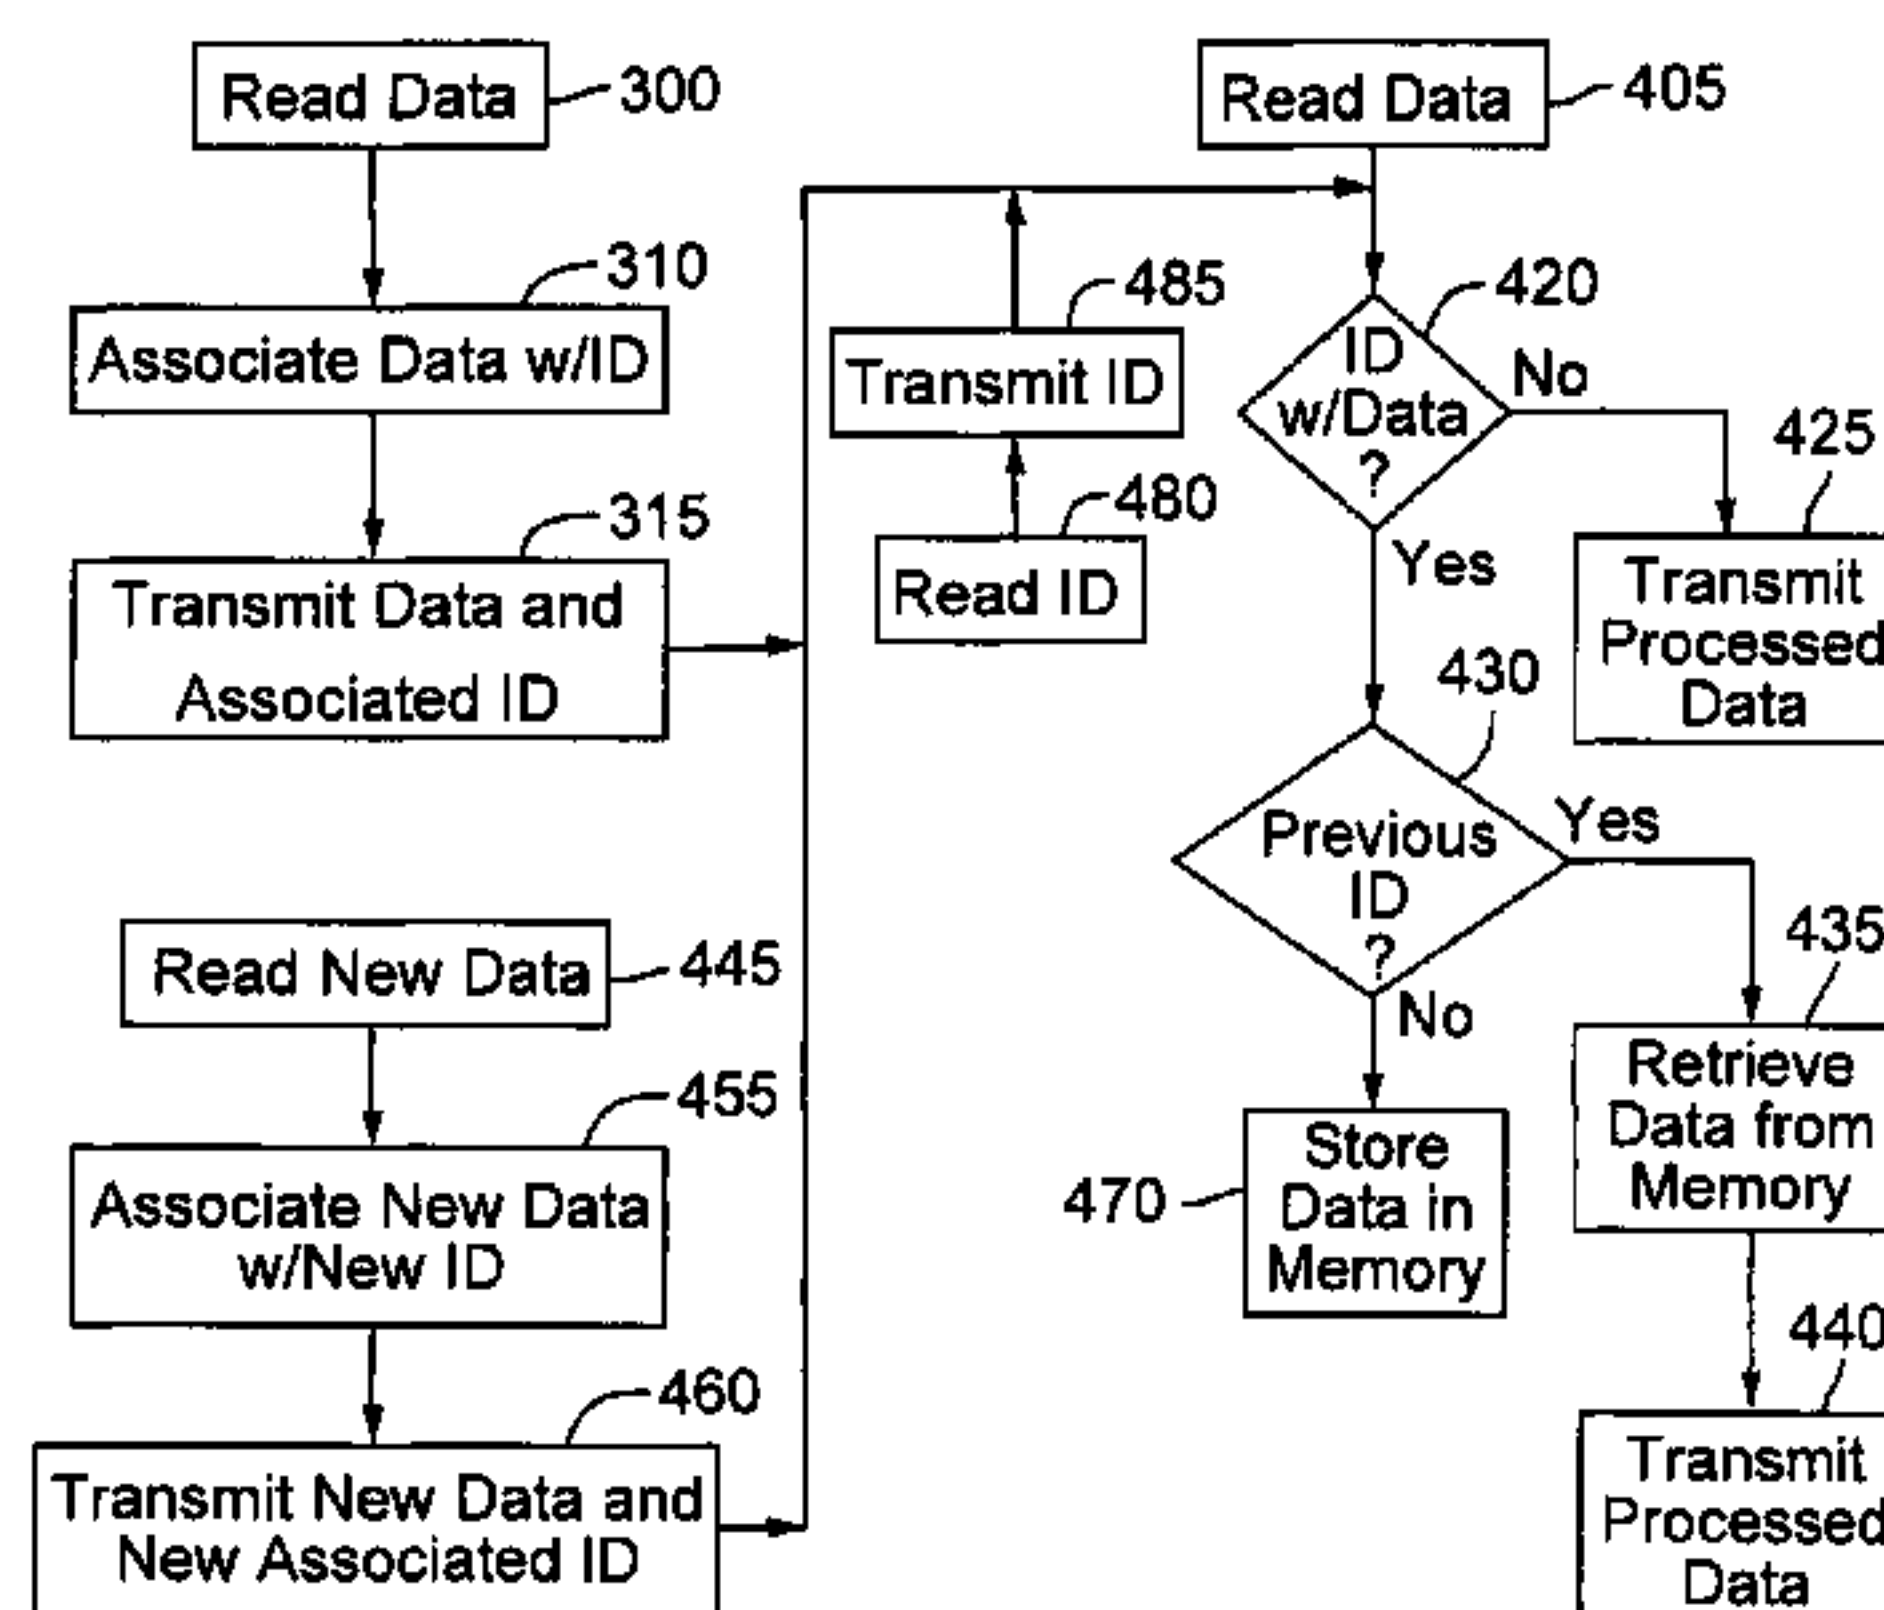 Read Data
300
Associate Data w/ID
310
Transmit Data and
Associated ID
315
Read New Data
445
Associate New Data
w/New ID
455
Transmit New Data and
New Associated ID
460
Transmit ID
485
Read ID
480
Read Data
405
ID
w/Data
?
420
No
Yes
Transmit
Processed
Data
425
Previous
ID
?
430
Yes
No
Store
Data in
Memory
470
Retrieve
Data from
Memory
435
Transmit
Processed
Data
440